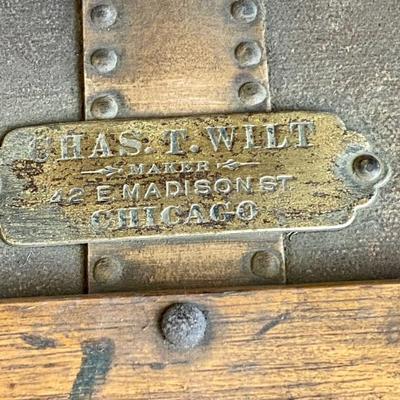 CHAS. T. WILT
MAKER
42 E. MADISON ST
CHICAGO